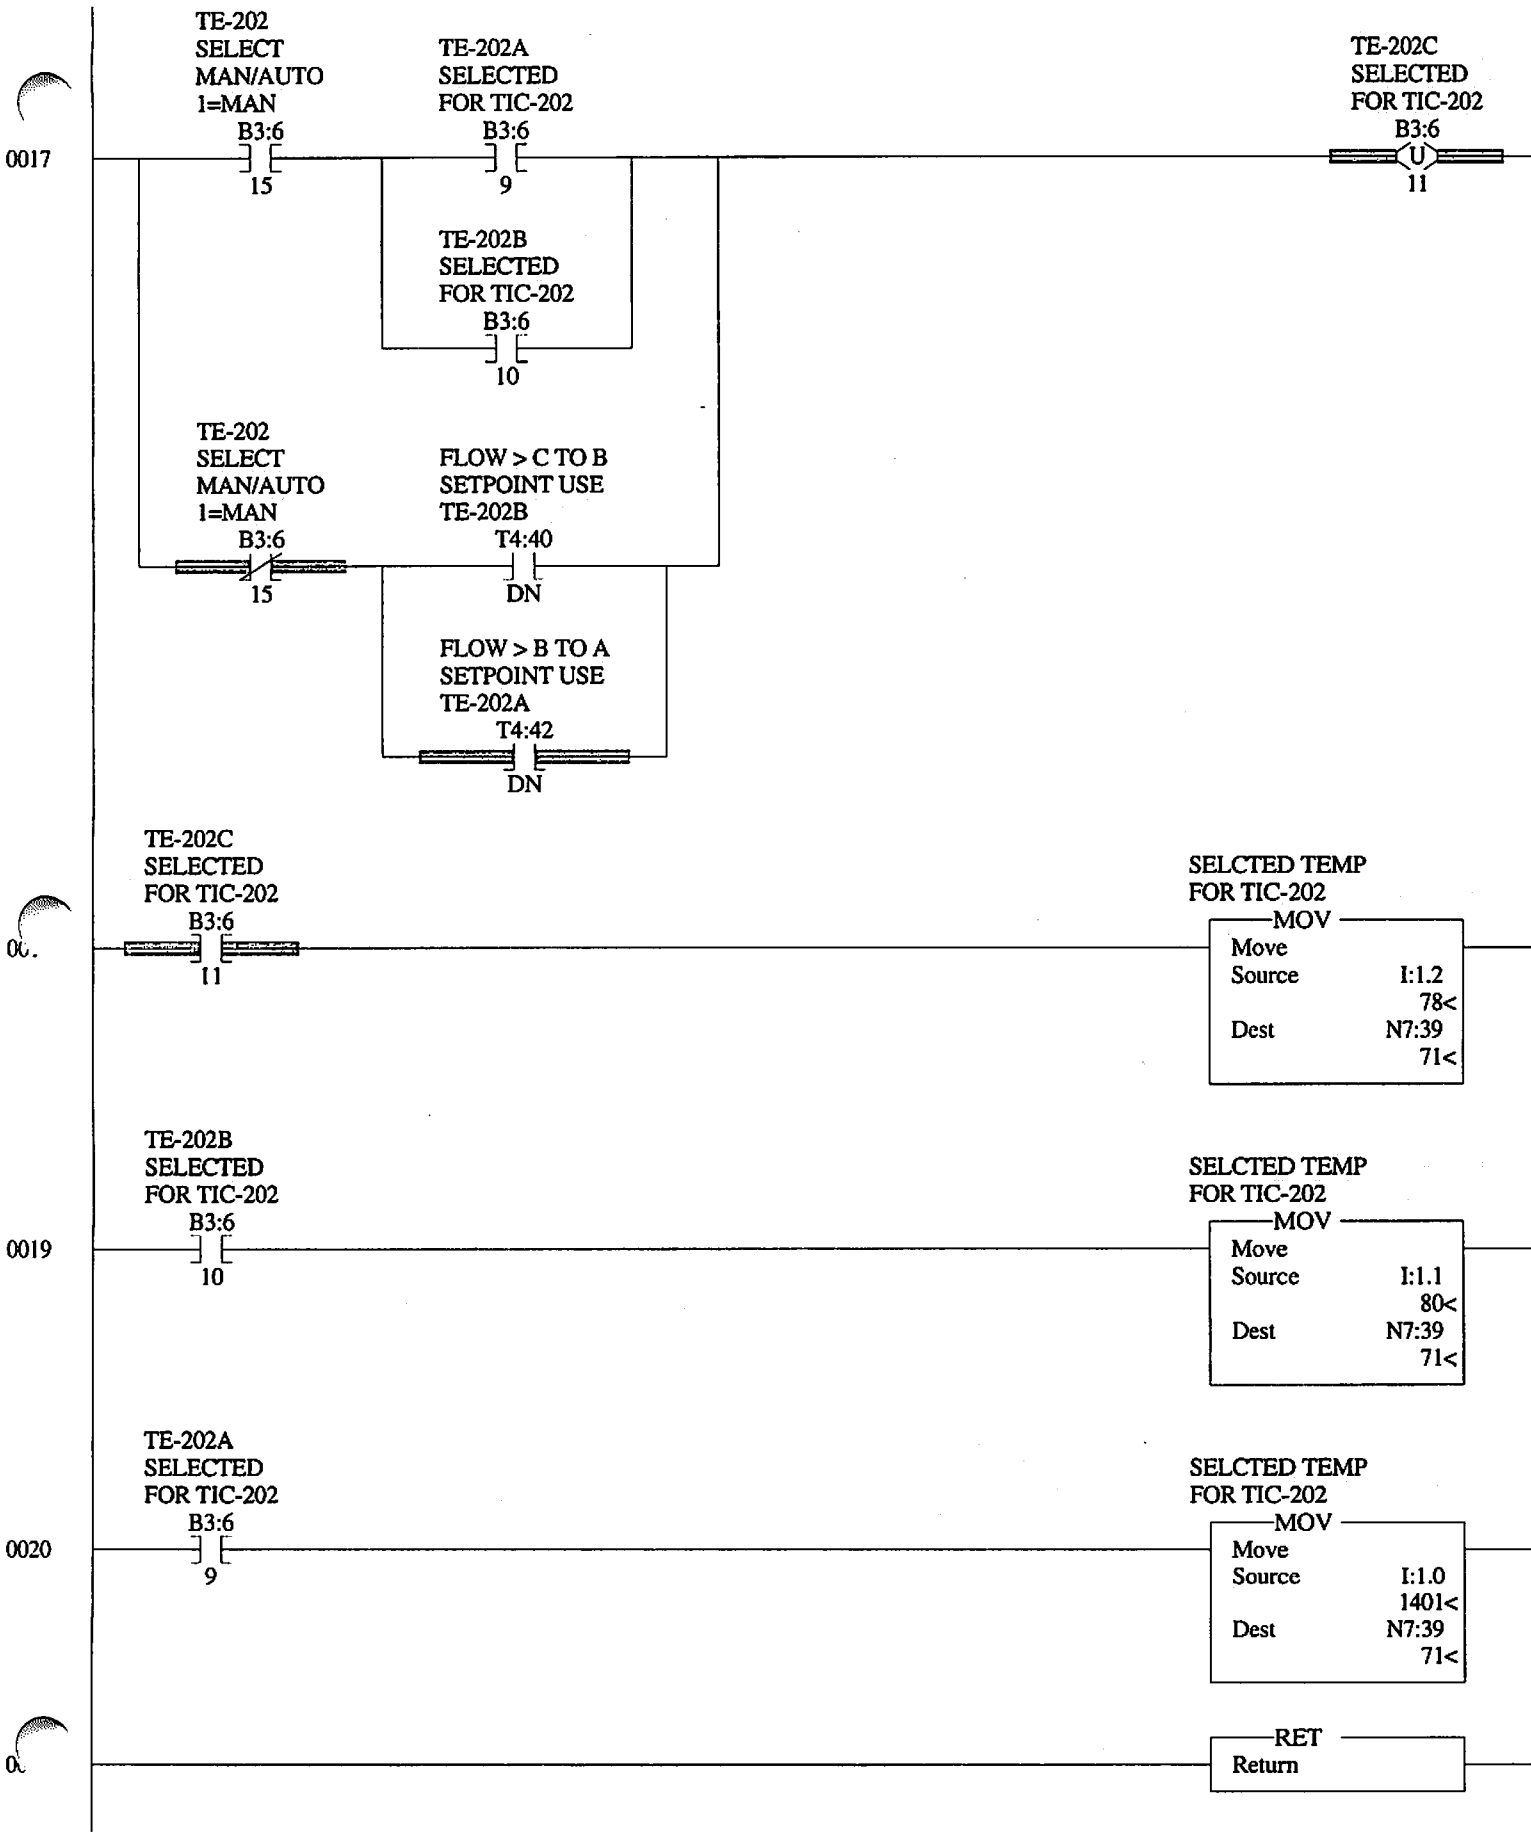 TE-202
SELECT
MAN/AUTO
1=MAN
B3:6
15
TE-202A
SELECTED
FOR TIC-202
B3:6
9
TE-202C
SELECTED
FOR TIC-202
B3:6
U
11
0017
TE-202B
SELECTED
FOR TIC-202
B3:6
10
TE-202
SELECT
MAN/AUTO
1=MAN
B3:6
15
FLOW > C TO B
SETPOINT USE
TE-202B
T4:40
DN
FLOW > B TO A
SETPOINT USE
TE-202A
T4:42
DN
TE-202C
SELECTED
FOR TIC-202
B3:6
11
SELCTED TEMP
FOR TIC-202
MOV
Move
Source I:1.2
78<
Dest N7:39
71<
TE-202B
SELECTED
FOR TIC-202
B3:6
10
0019
SELCTED TEMP
FOR TIC-202
MOV
Move
Source I:1.1
80<
Dest N7:39
71<
TE-202A
SELECTED
FOR TIC-202
B3:6
9
0020
SELCTED TEMP
FOR TIC-202
MOV
Move
Source I:1.0
1401<
Dest N7:39
71<
RET
Return